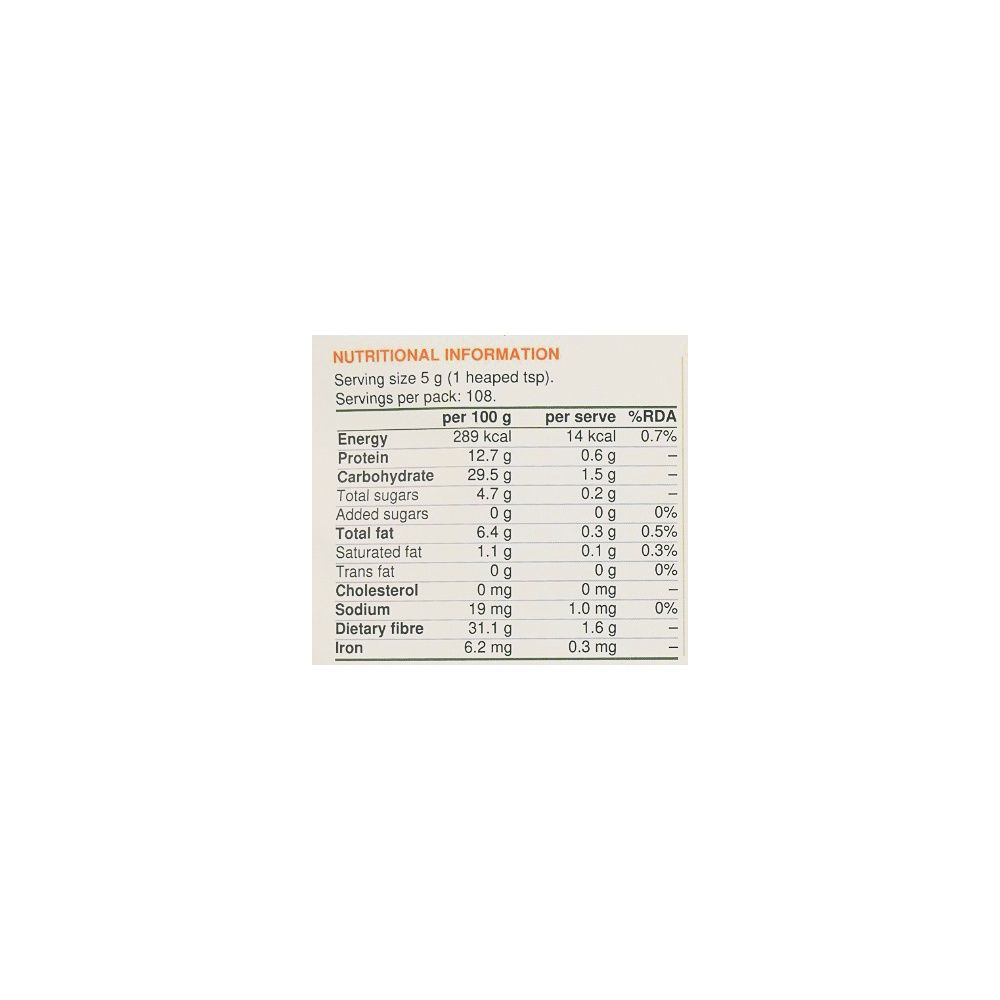 NUTRITIONAL INFORMATION
Serving size 5 g (1 heaped tsp).
Servings per pack: 108.
per 100 g per serve %RDA
Energy 289 kcal 14 kcal 0.7%
Protein 12.7 g 0.6 g –
Carbohydrate 29.5 g 1.5 g –
Total sugars 4.7 g 0.2 g –
Added sugars 0 g 0 g 0%
Total fat 6.4 g 0.3 g 0.5%
Saturated fat 1.1 g 0.1 g 0.3%
Trans fat 0 g 0 g 0%
Cholesterol 0 mg 0 mg –
Sodium 19 mg 1.0 mg 0%
Dietary fibre 31.1 g 1.6 g –
Iron 6.2 mg 0.3 mg –